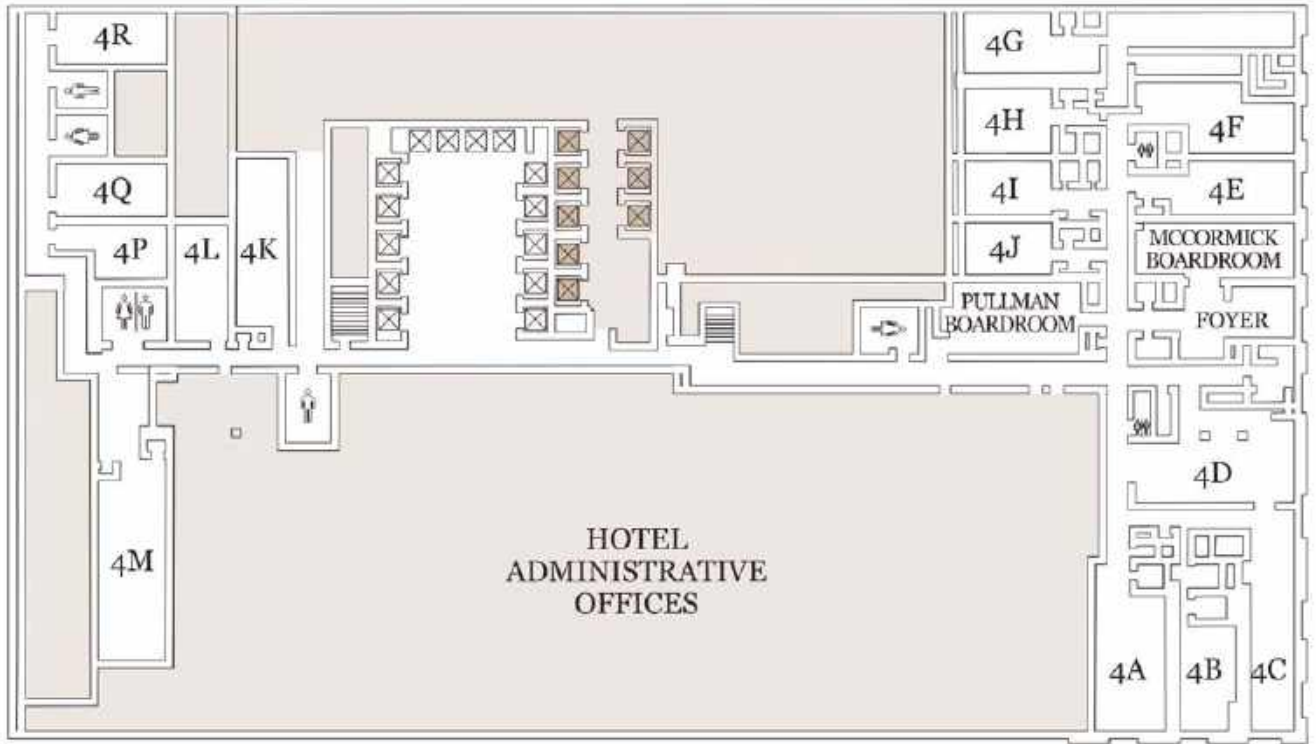 4R
4G
4H
4F
4Q
4I
4E
4P
4L
4K
4J
MCCORMICK
BOARDROOM
PULLMAN
BOARDROOM
FOYER
4D
4M
HOTEL
ADMINISTRATIVE
OFFICES
4A
4B
4C